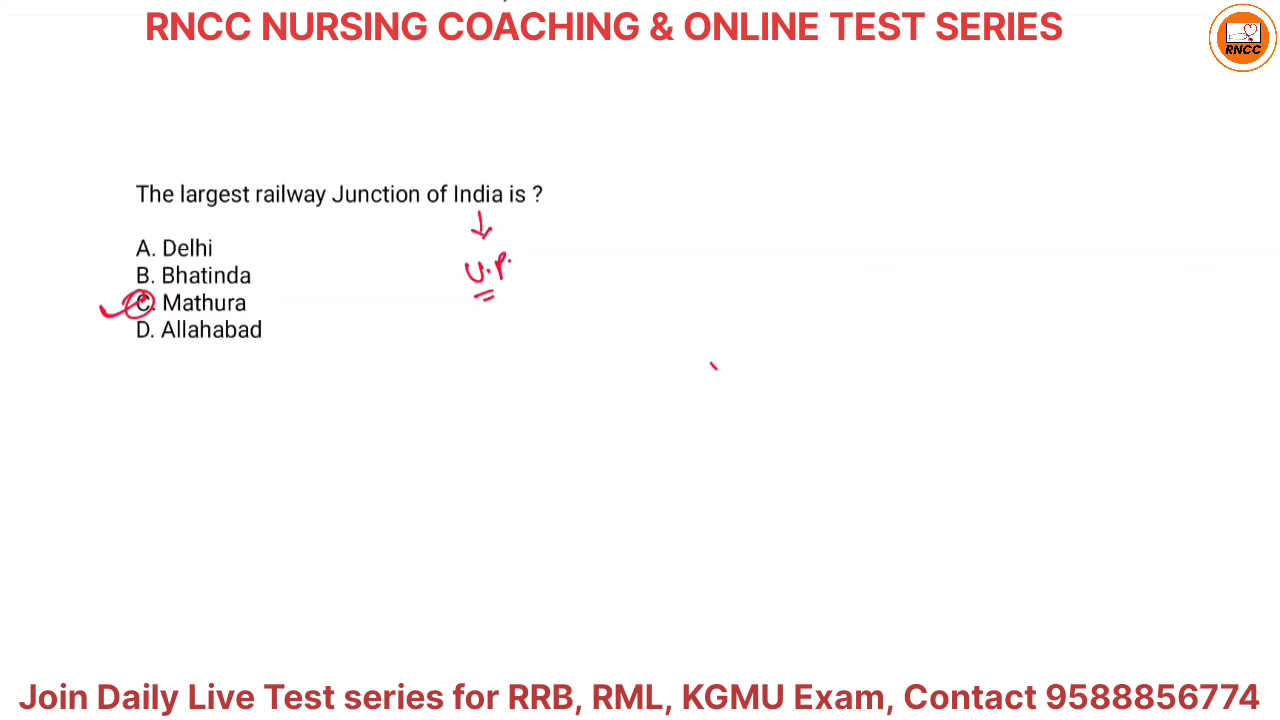 RNCC NURSING COACHING & ONLINE TEST SERIES
RNCC
The largest railway Junction of India is ?
A. Delhi
B. Bhatinda
C. Mathura
D. Allahabad
U.P.
Join Daily Live Test series for RRB, RML, KGMU Exam, Contact 9588856774